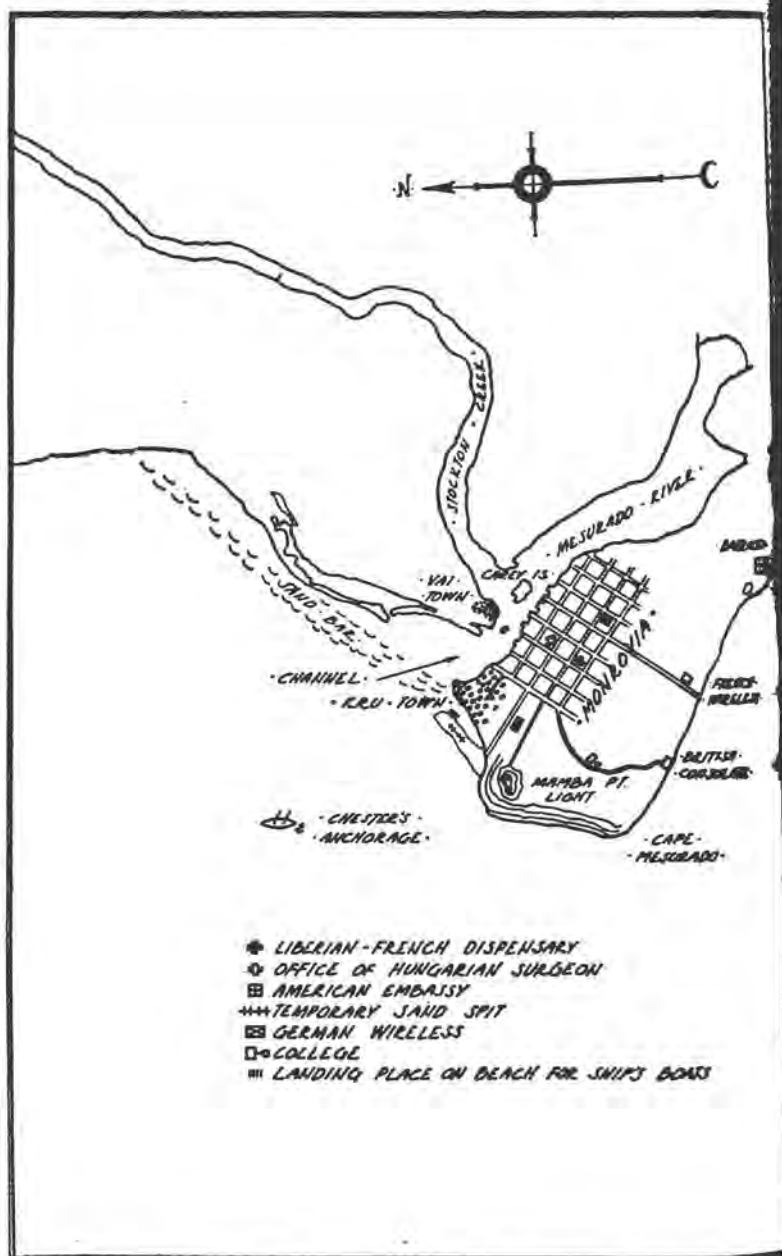 N
STOCKTON · CREEK
· MESURADO · RIVER ·
· VAI ·
TOWN ·
CAREY IS.
SAND BAR
· CHANNEL ·
· KRU · TOWN ·
· MONROVIA ·
WIRELESS
· BRITISH
MAMBA PT.
LIGHT
· CHESTER'S ·
· ANCHORAGE ·
· CAPE ·
· MESURADO ·
LIBERIAN - FRENCH DISPENSARY
OFFICE OF HUNGARIAN SURGEON
AMERICAN EMBASSY
TEMPORARY SAND SPIT
GERMAN WIRELESS
COLLEGE
LANDING PLACE ON BEACH FOR SHIP'S BOATS